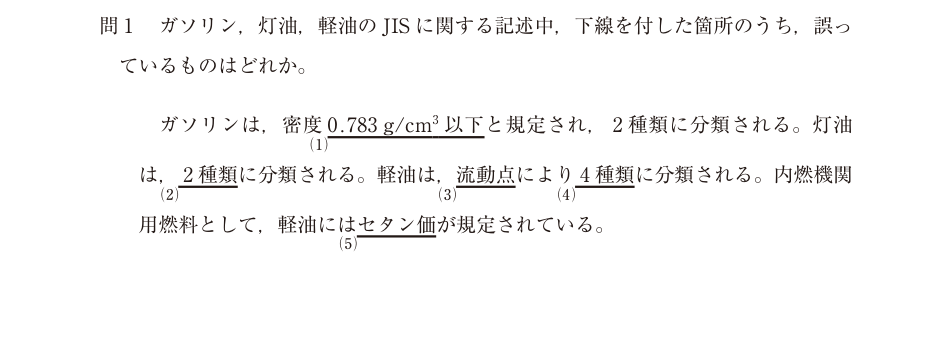 問1 ガソリン，灯油，軽油の JIS に関する記述中，下線を付した箇所のうち，誤っ
ているものはどれか。
ガソリンは，密度 0.783 g/cm³ 以下と規定され，2種類に分類される。灯油
(1)
は，2種類に分類される。軽油は，流動点により4種類に分類される。内燃機関
(2) (3) (4)
用燃料として，軽油にはセタン価が規定されている。
(5)